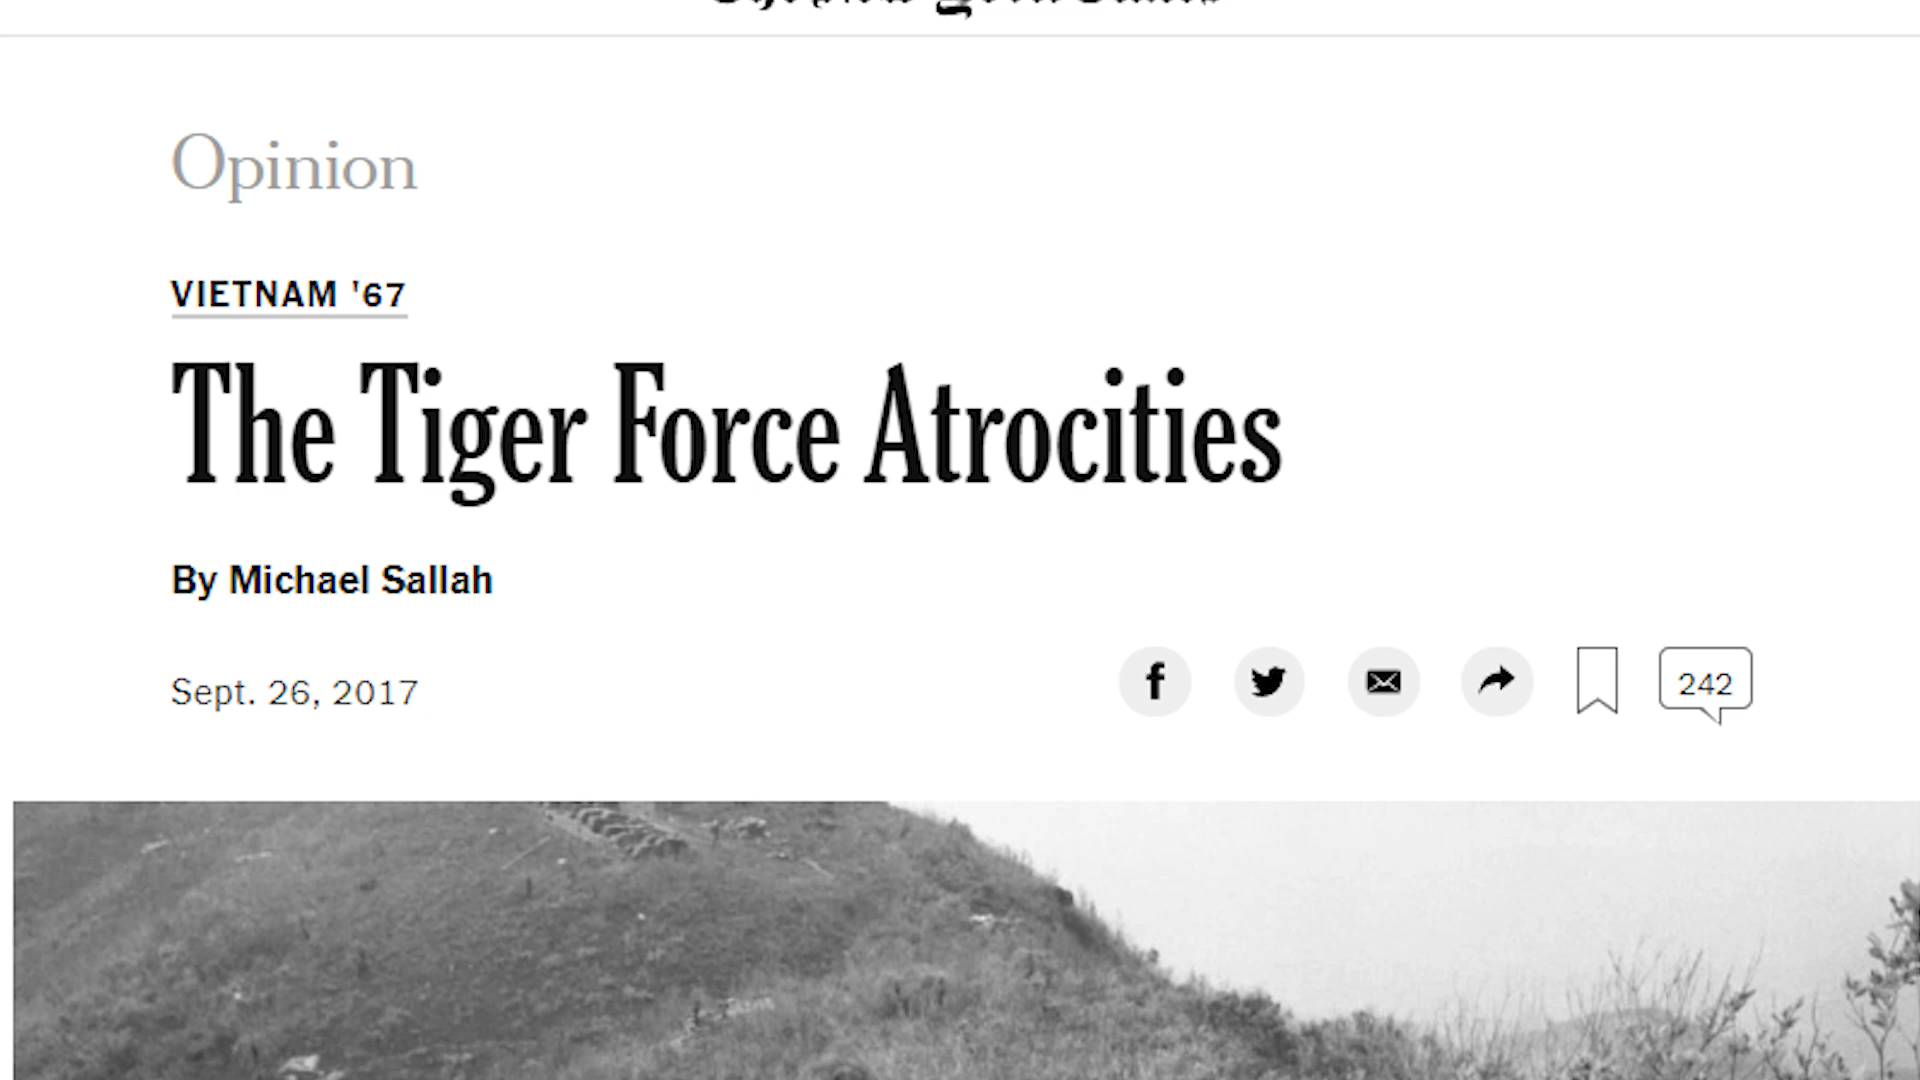 Opinion
VIETNAM '67
The Tiger Force Atrocities
By Michael Sallah
Sept. 26, 2017
242